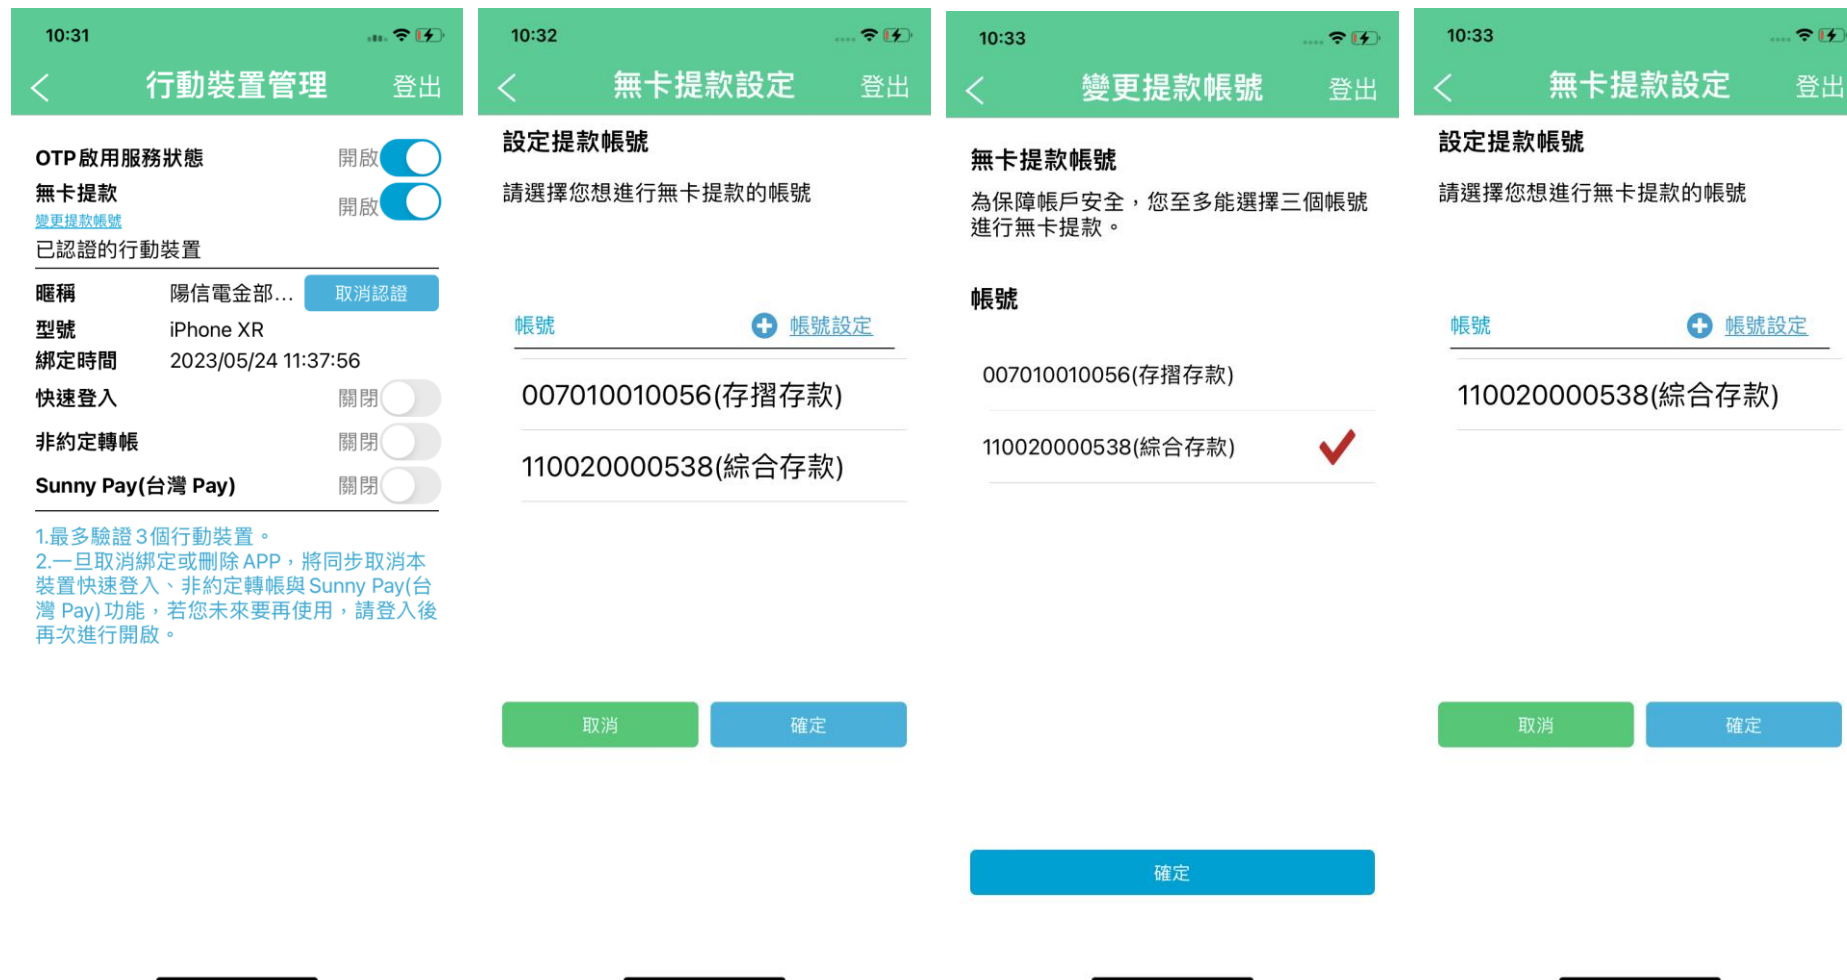 10:31
行動裝置管理
登出
OTP啟用服務狀態
開啟
無卡提款
變更提款帳號
開啟
已認證的行動裝置
暱稱
陽信電金部...
取消認證
型號
iPhone XR
綁定時間
2023/05/24 11:37:56
快速登入
關閉
非約定轉帳
關閉
Sunny Pay(台灣 Pay)
關閉
1.最多驗證3個行動裝置。
2.一旦取消綁定或刪除APP，將同步取消本
裝置快速登入、非約定轉帳與Sunny Pay(台
灣 Pay)功能，若您未來要再使用，請登入後
再次進行開啟。
10:32
無卡提款設定
登出
設定提款帳號
請選擇您想進行無卡提款的帳號
帳號
帳號設定
007010010056(存摺存款)
110020000538(綜合存款)
取消
確定
10:33
變更提款帳號
登出
無卡提款帳號
為保障帳戶安全，您至多能選擇三個帳號
進行無卡提款。
帳號
007010010056(存摺存款)
110020000538(綜合存款)
確定
10:33
無卡提款設定
登出
設定提款帳號
請選擇您想進行無卡提款的帳號
帳號
帳號設定
110020000538(綜合存款)
取消
確定